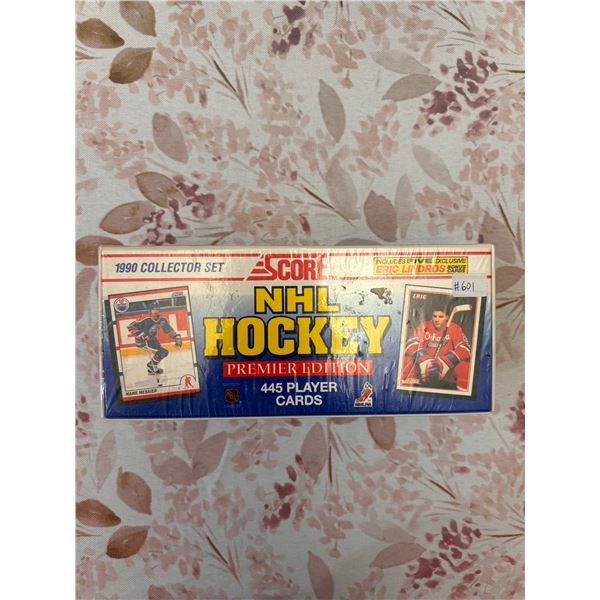 1990 COLLECTOR SET
SCORE
INCLUDES FIVE EXCLUSIVE
ERIC LINDROS
#601
NHL
HOCKEY
PREMIER EDITION
445 PLAYER
CARDS
MARK MESSIER
ERIC
Oshawa